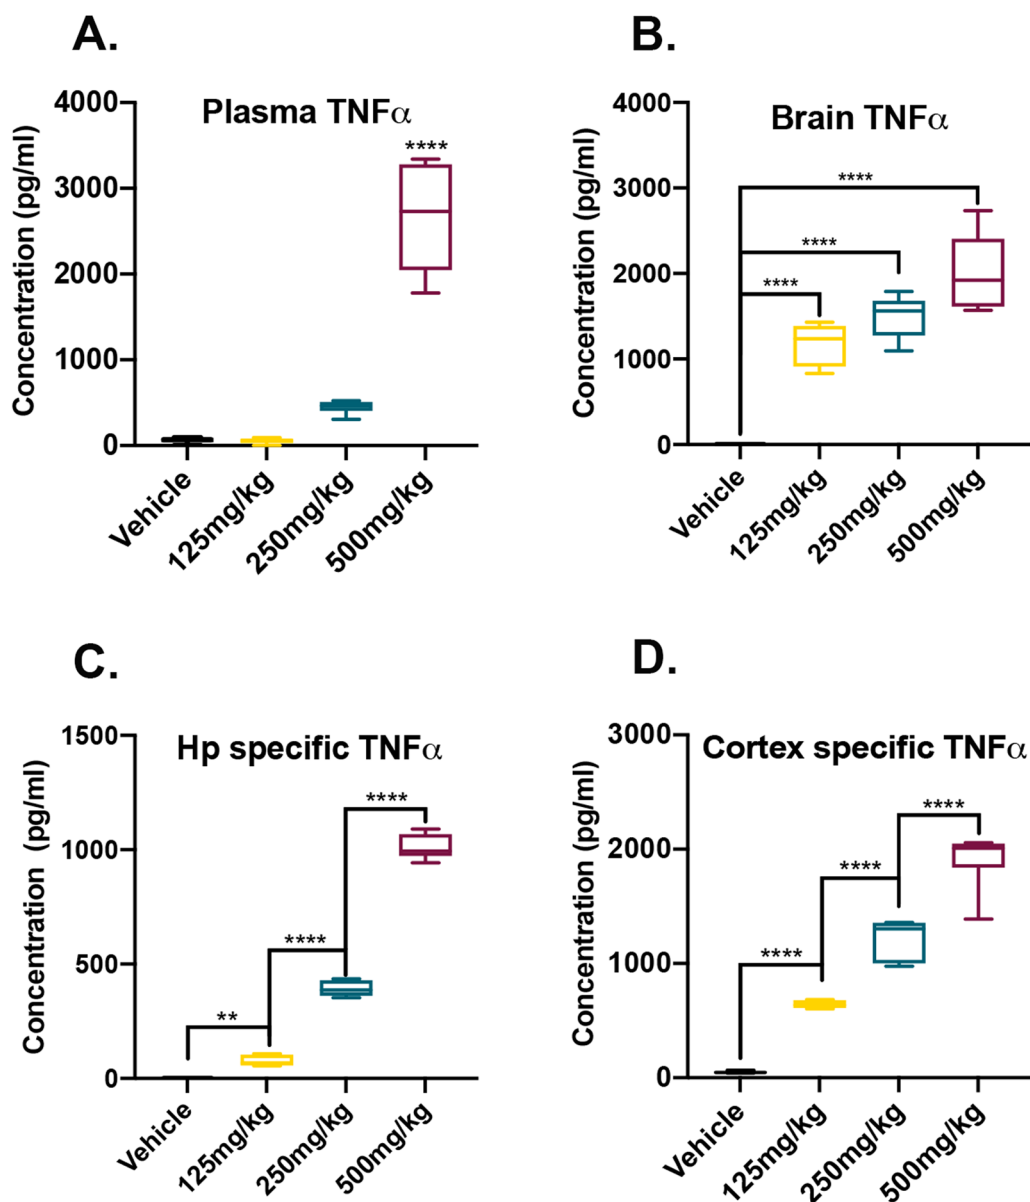 A.
Plasma TNFα
Concentration (pg/ml)
4000
3000
2000
1000
0
****
Vehicle
125mg/kg
250mg/kg
500mg/kg
B.
Brain TNFα
Concentration (pg/ml)
4000
3000
2000
1000
0
****
****
****
Vehicle
125mg/kg
250mg/kg
500mg/kg
C.
Hp specific TNFα
Concentration (pg/ml)
1500
1000
500
0
****
****
**
Vehicle
125mg/kg
250mg/kg
500mg/kg
D.
Cortex specific TNFα
Concentration (pg/ml)
3000
2000
1000
0
****
****
****
Vehicle
125mg/kg
250mg/kg
500mg/kg